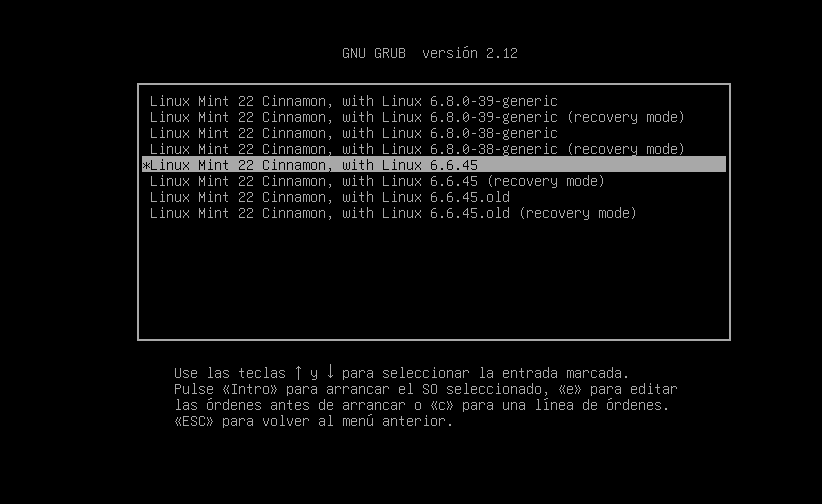 GNU GRUB  versión 2.12
Linux Mint 22 Cinnamon, with Linux 6.8.0-39-generic
Linux Mint 22 Cinnamon, with Linux 6.8.0-39-generic (recovery mode)
Linux Mint 22 Cinnamon, with Linux 6.8.0-38-generic
Linux Mint 22 Cinnamon, with Linux 6.8.0-38-generic (recovery mode)
*Linux Mint 22 Cinnamon, with Linux 6.6.45
Linux Mint 22 Cinnamon, with Linux 6.6.45 (recovery mode)
Linux Mint 22 Cinnamon, with Linux 6.6.45.old
Linux Mint 22 Cinnamon, with Linux 6.6.45.old (recovery mode)
Use las teclas ↑ y ↓ para seleccionar la entrada marcada.
Pulse «Intro» para arrancar el SO seleccionado, «e» para editar
las órdenes antes de arrancar o «c» para una línea de órdenes.
«ESC» para volver al menú anterior.